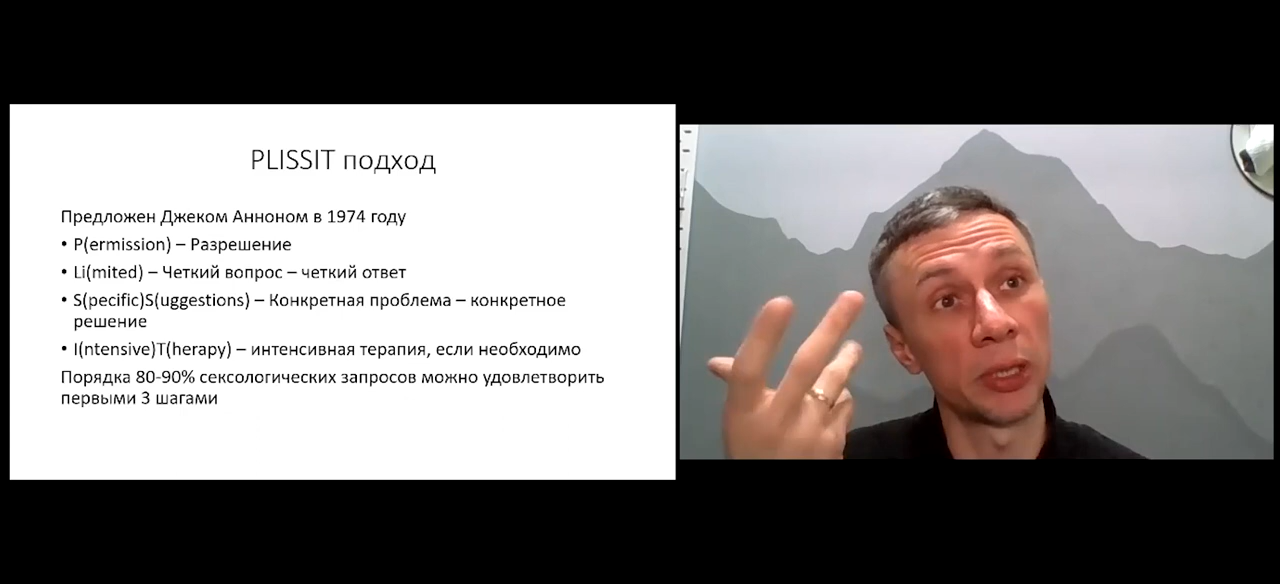 PLISSIT подход
Предложен Джеком Анноном в 1974 году
• P(ermission) – Разрешение
• Li(mited) – Четкий вопрос – четкий ответ
• S(pecific)S(uggestions) – Конкретная проблема – конкретное
решение
• I(ntensive)T(herapy) – интенсивная терапия, если необходимо
Порядка 80-90% сексологических запросов можно удовлетворить
первыми 3 шагами